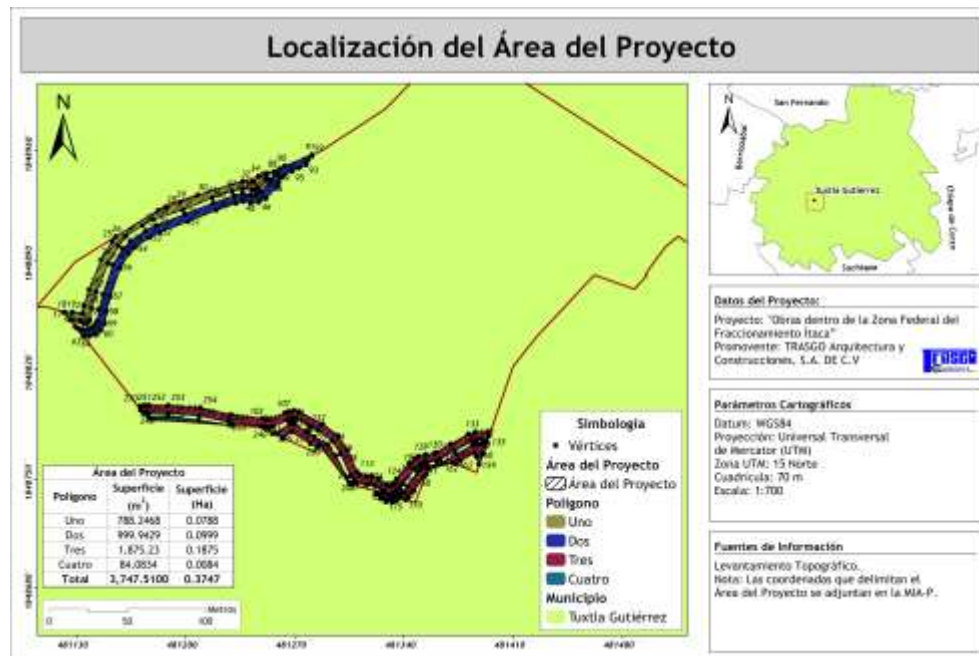 Localización del Área del Proyecto
N
Área del Proyecto
Polígono Superficie (m²) Superficie (Ha)
Uno 788.2468 0.0788
Dos 999.9429 0.0999
Tres 1,875.23 0.1875
Cuatro 84.0834 0.0084
Total 3,747.5100 0.3747
Metros
0 50 100
481130 481200 481270 481340 481410 481480
Simbología
Vértices
Área del Proyecto
Área del Proyecto
Polígono
Uno
Dos
Tres
Cuatro
Municipio
Tuxtla Gutiérrez
N
San Fernando
Berriozábal
Tuxtla Gutiérrez
Chiapa de Corzo
Suchiapa
Datos del Proyecto:
Proyecto: "Obras dentro de la Zona Federal del
Fraccionamiento Ítaca"
Promovente: TRASGO Arquitectura y
Construcciones, S.A. DE C.V
TRASGO
Parámetros Cartográficos
Datum: WGS84
Proyección: Universal Transversal
de Mercator (UTM)
Zona UTM: 15 Norte
Cuadrícula: 70 m
Escala: 1:700
Fuentes de Información
Levantamiento Topográfico.
Nota: Las coordenadas que delimitan el
Área del Proyecto se adjuntan en la MIA-P.